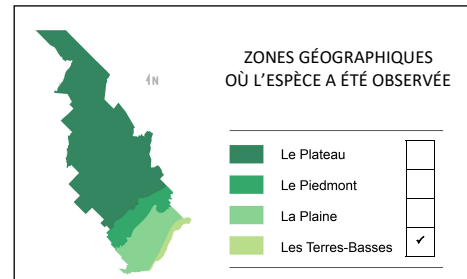 ZONES GÉOGRAPHIQUES
OÙ L'ESPÈCE A ÉTÉ OBSERVÉE
N
Le Plateau
Le Piedmont
La Plaine
Les Terres-Basses ✓